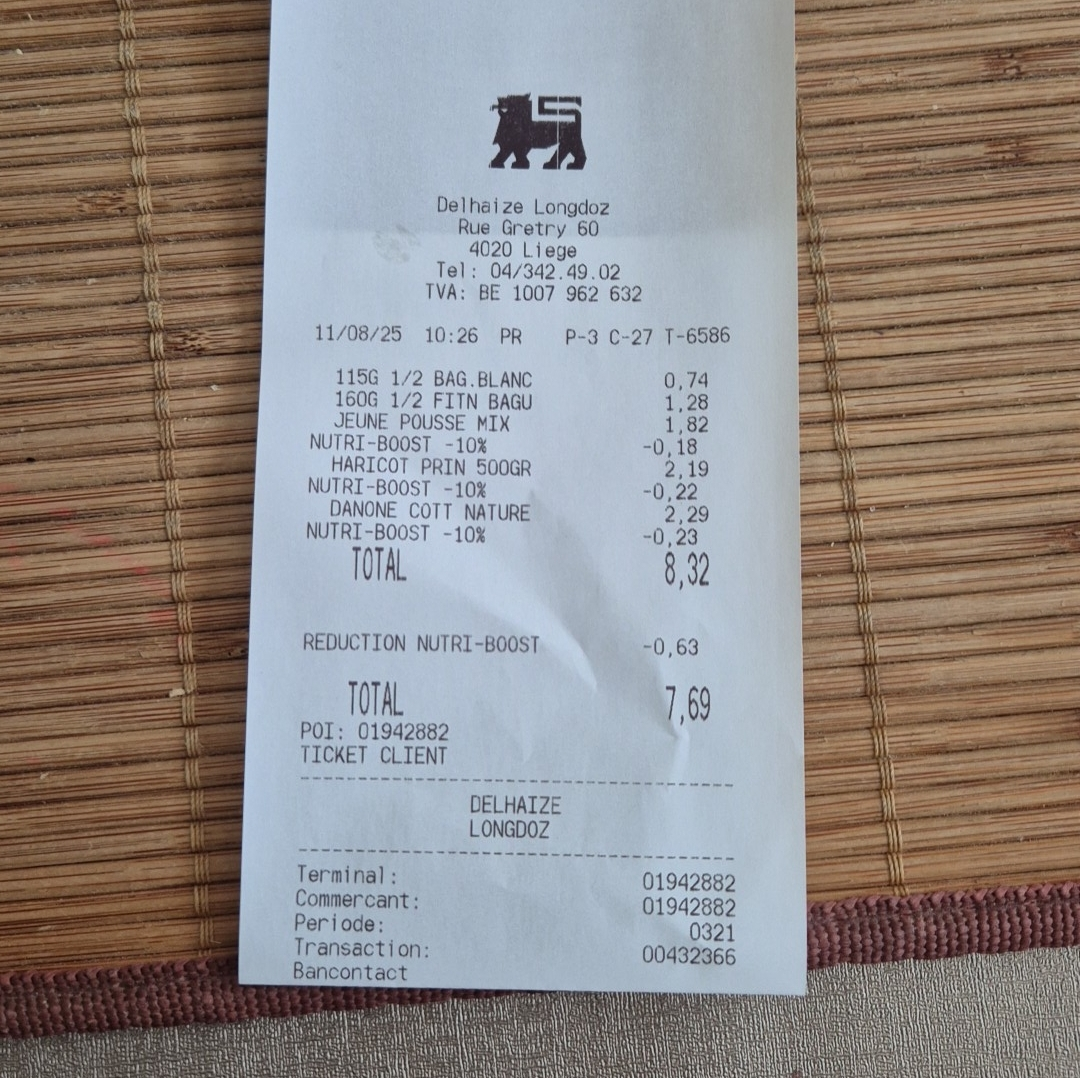 Delhaize Longdoz
Rue Gretry 60
4020 Liege
Tel: 04/342.49.02
TVA: BE 1007 962 632
11/08/25 10:26 PR P-3 C-27 T-6586
115G 1/2 BAG.BLANC 0,74
160G 1/2 FITN BAGU 1,28
JEUNE POUSSE MIX 1,82
NUTRI-BOOST -10% -0,18
HARICOT PRIN 500GR 2,19
NUTRI-BOOST -10% -0,22
DANONE COTT NATURE 2,29
NUTRI-BOOST -10% -0,23
TOTAL 8,32
REDUCTION NUTRI-BOOST -0,63
TOTAL 7,69
POI: 01942882
TICKET CLIENT
DELHAIZE
LONGDOZ
Terminal: 01942882
Commercant: 01942882
Periode: 0321
Transaction: 00432366
Bancontact